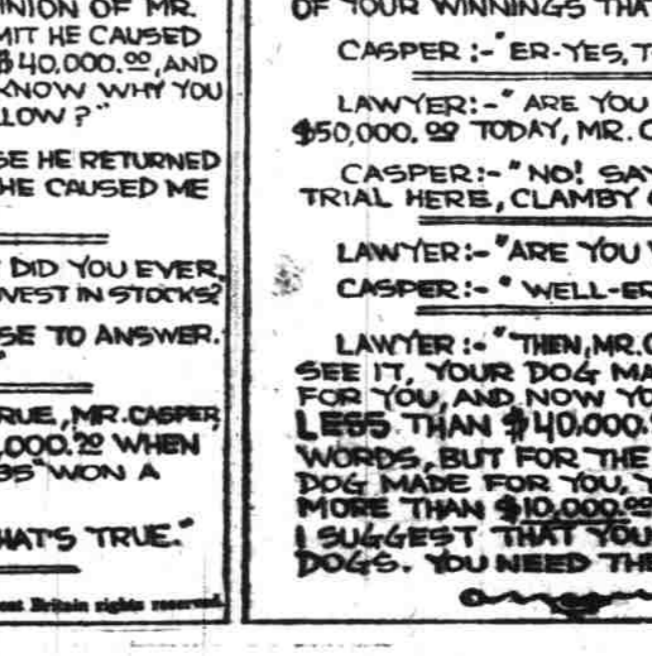 INION OF MR.
MIT HE CAUSED
$40,000.00, AND
KNOW WHY YOU
LOW?"
SE HE RETURNED
HE CAUSED ME
DID YOU EVER
VEST IN STOCKS?
SE TO ANSWER.
RUE, MR. CASPER,
,000.00 WHEN
35" WON A
HAT'S TRUE."
eat Britain rights reserved.
OF YOUR WINNINGS THA
CASPER:- "ER-YES, T
LAWYER:- "ARE YOU
$50,000.00 TODAY, MR. C
CASPER:- "NO! SAY
TRIAL HERE, CLAMBY
LAWYER:- "ARE YOU
CASPER:- "WELL-ER
LAWYER:- "THEN, MR. C
SEE IT, YOUR DOG MA
FOR YOU, AND NOW YO
LESS THAN $40,000.
WORDS, BUT FOR THE
DOG MADE FOR YOU, Y
MORE THAN $10,000.00
I SUGGEST THAT YOU
DOGS. YOU NEED THE